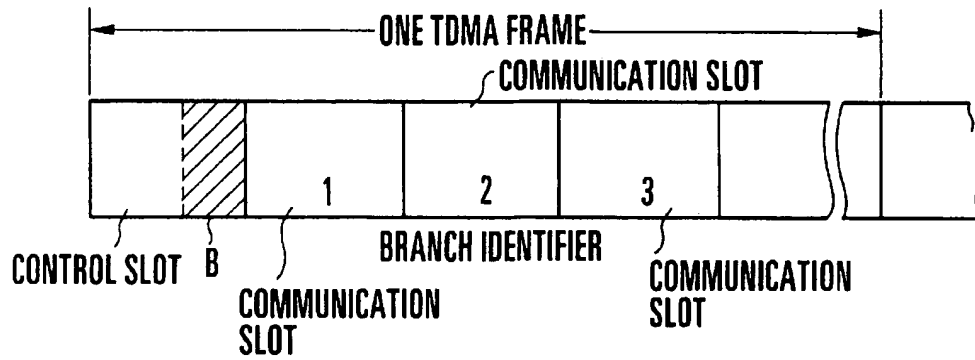 ONE TDMA FRAME
COMMUNICATION SLOT
1
2
3
CONTROL SLOT
B
BRANCH IDENTIFIER
COMMUNICATION
SLOT
COMMUNICATION
SLOT